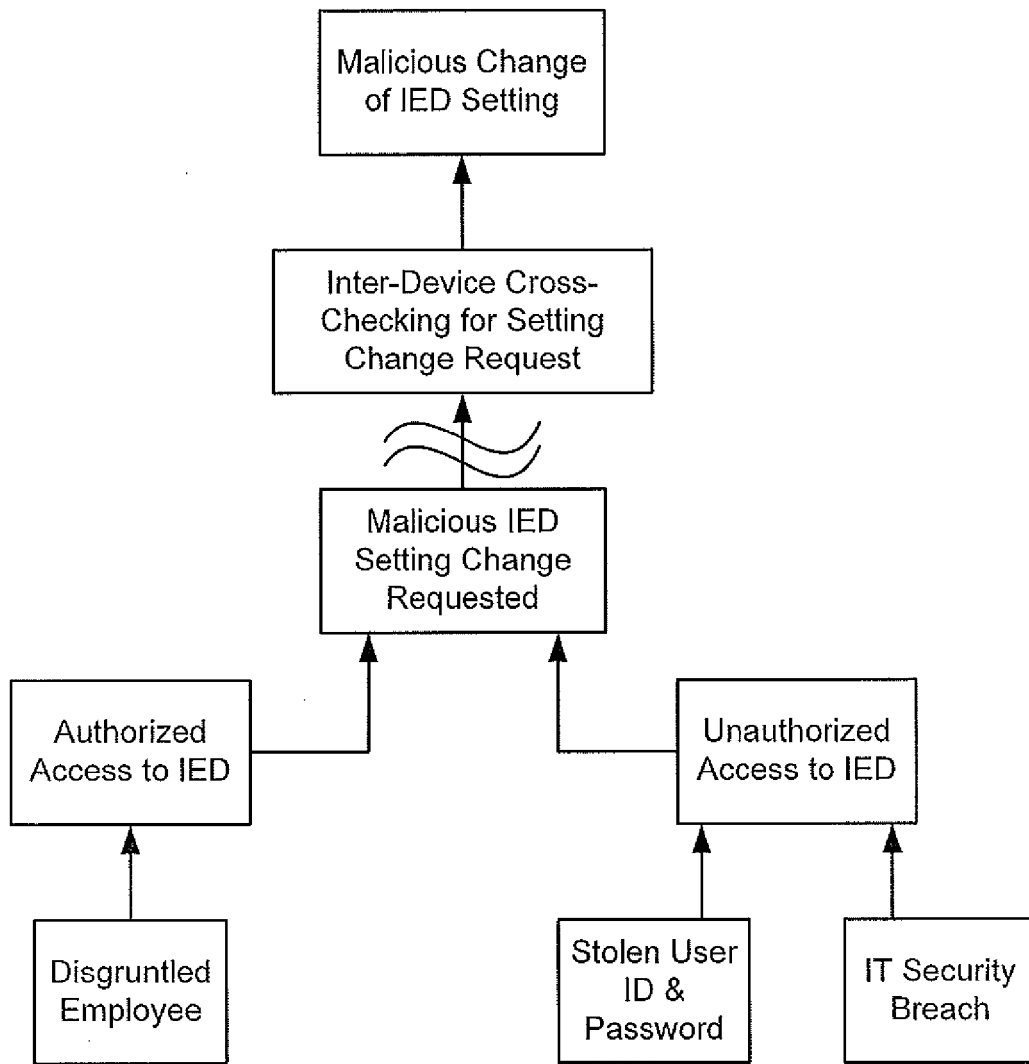 Malicious Change
of IED Setting
Inter-Device Cross-
Checking for Setting
Change Request
Malicious IED
Setting Change
Requested
Authorized
Access to IED
Unauthorized
Access to IED
Disgruntled
Employee
Stolen User
ID &
Password
IT Security
Breach